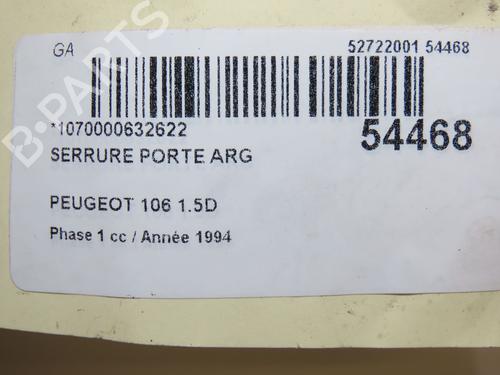 GA
52722001 54468
*1070000632622
54468
SERRURE PORTE ARG
PEUGEOT 106 1.5D
Phase 1 cc / Année 1994
B-PARTS